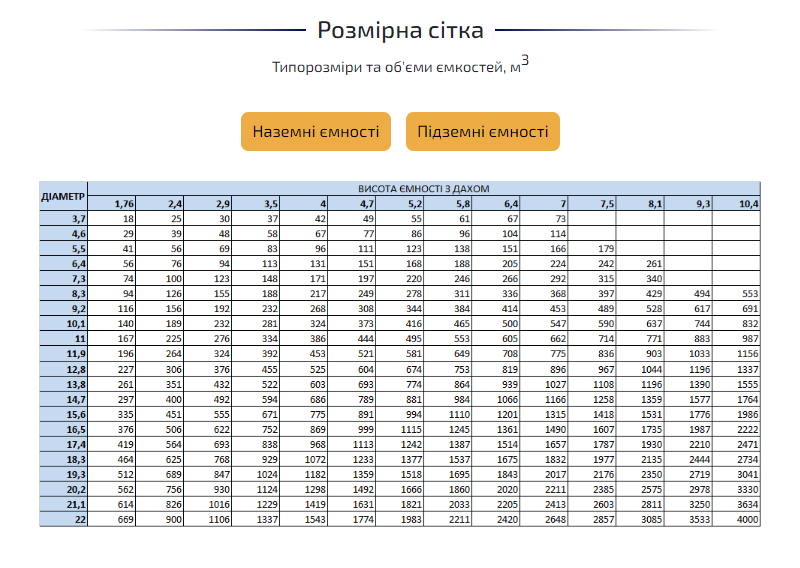 Розмірна сітка
Типорозміри та об'єми ємкостей, м³
Наземні ємності Підземні ємності
ДІАМЕТР ВИСОТА ЄМНОСТІ З ДАХОМ
1,76 2,4 2,9 3,5 4 4,7 5,2 5,8 6,4 7 7,5 8,1 9,3 10,4
3,7 18 25 30 37 42 49 55 61 67 73
4,6 29 39 48 58 67 77 86 96 104 114
5,5 41 56 69 83 96 111 123 138 151 166 179
6,4 56 76 94 113 131 151 168 188 205 224 242 261
7,3 74 100 123 148 171 197 220 246 266 292 315 340
8,3 94 126 155 188 217 249 278 311 336 368 397 429 494 553
9,2 116 156 192 232 268 308 344 384 414 453 489 528 617 691
10,1 140 189 232 281 324 373 416 465 500 547 590 637 744 832
11 167 225 276 334 386 444 495 553 605 662 714 771 883 987
11,9 196 264 324 392 453 521 581 649 708 775 836 903 1033 1156
12,8 227 306 376 455 525 604 674 753 819 896 967 1044 1196 1337
13,8 261 351 432 522 603 693 774 864 939 1027 1108 1196 1390 1555
14,7 297 400 492 594 686 789 881 984 1066 1166 1258 1359 1577 1764
15,6 335 451 555 671 775 891 994 1110 1201 1315 1418 1531 1776 1986
16,5 376 506 622 752 869 999 1115 1245 1361 1490 1607 1735 1987 2222
17,4 419 564 693 838 968 1113 1242 1387 1514 1657 1787 1930 2210 2471
18,3 464 625 768 929 1072 1233 1377 1537 1675 1832 1977 2135 2444 2734
19,3 512 689 847 1024 1182 1359 1518 1695 1843 2017 2176 2350 2719 3041
20,2 562 756 930 1124 1298 1492 1666 1860 2020 2211 2385 2575 2978 3330
21,1 614 826 1016 1229 1419 1631 1821 2033 2205 2413 2603 2811 3250 3634
22 669 900 1106 1337 1543 1774 1983 2211 2420 2648 2857 3085 3533 4000